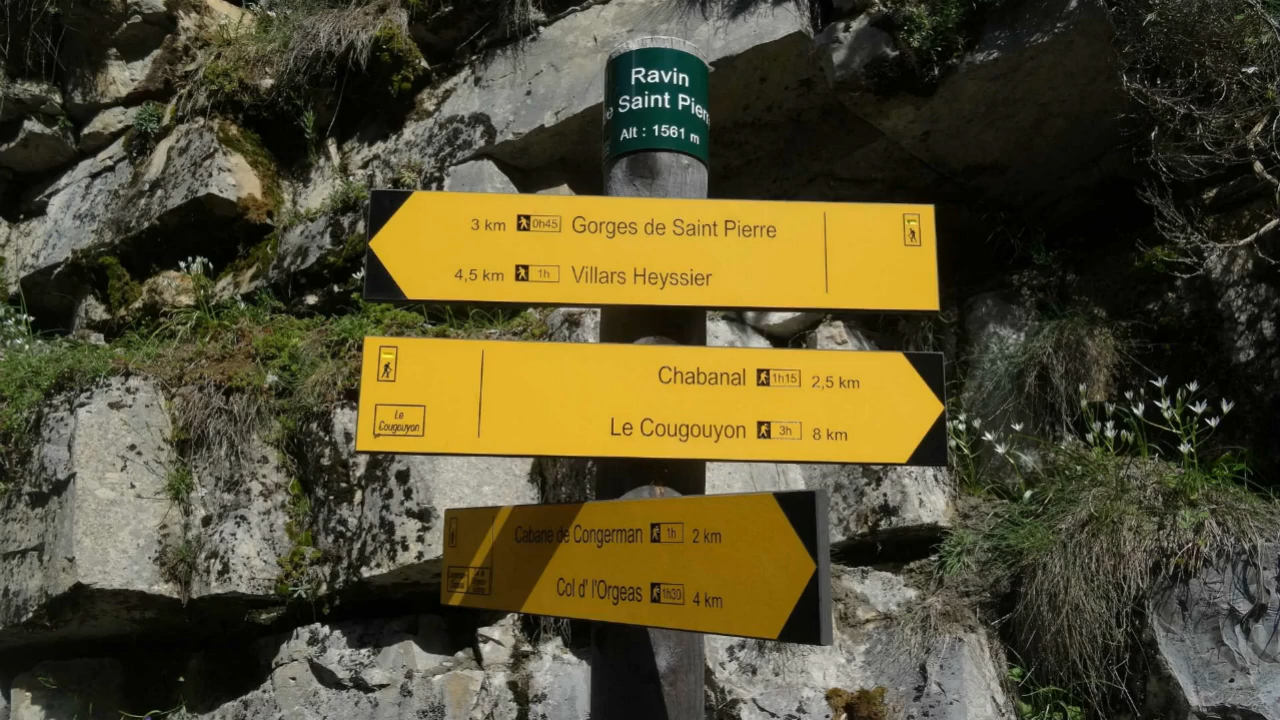 Ravin
Saint Pier
Alt : 1561 m
3 km 0h45 Gorges de Saint Pierre
4,5 km 1h Villars Heyssier
Chabanal 1h15 2,5 km
Le Cougouyon 3h 8 km
Le
Cougouyon
Cabane de Congerman 1h 2 km
Col d' l'Orgeas 1h30 4 km